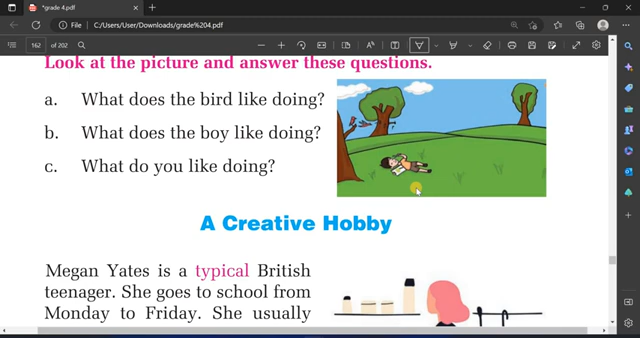 *grade 4.pdf
File
C:/Users/User/Downloads/grade%204.pdf
162
of 202
Look at the picture and answer these questions.
a. What does the bird like doing?
b. What does the boy like doing?
c. What do you like doing?
A Creative Hobby
Megan Yates is a typical British
teenager. She goes to school from
Monday to Friday. She usually